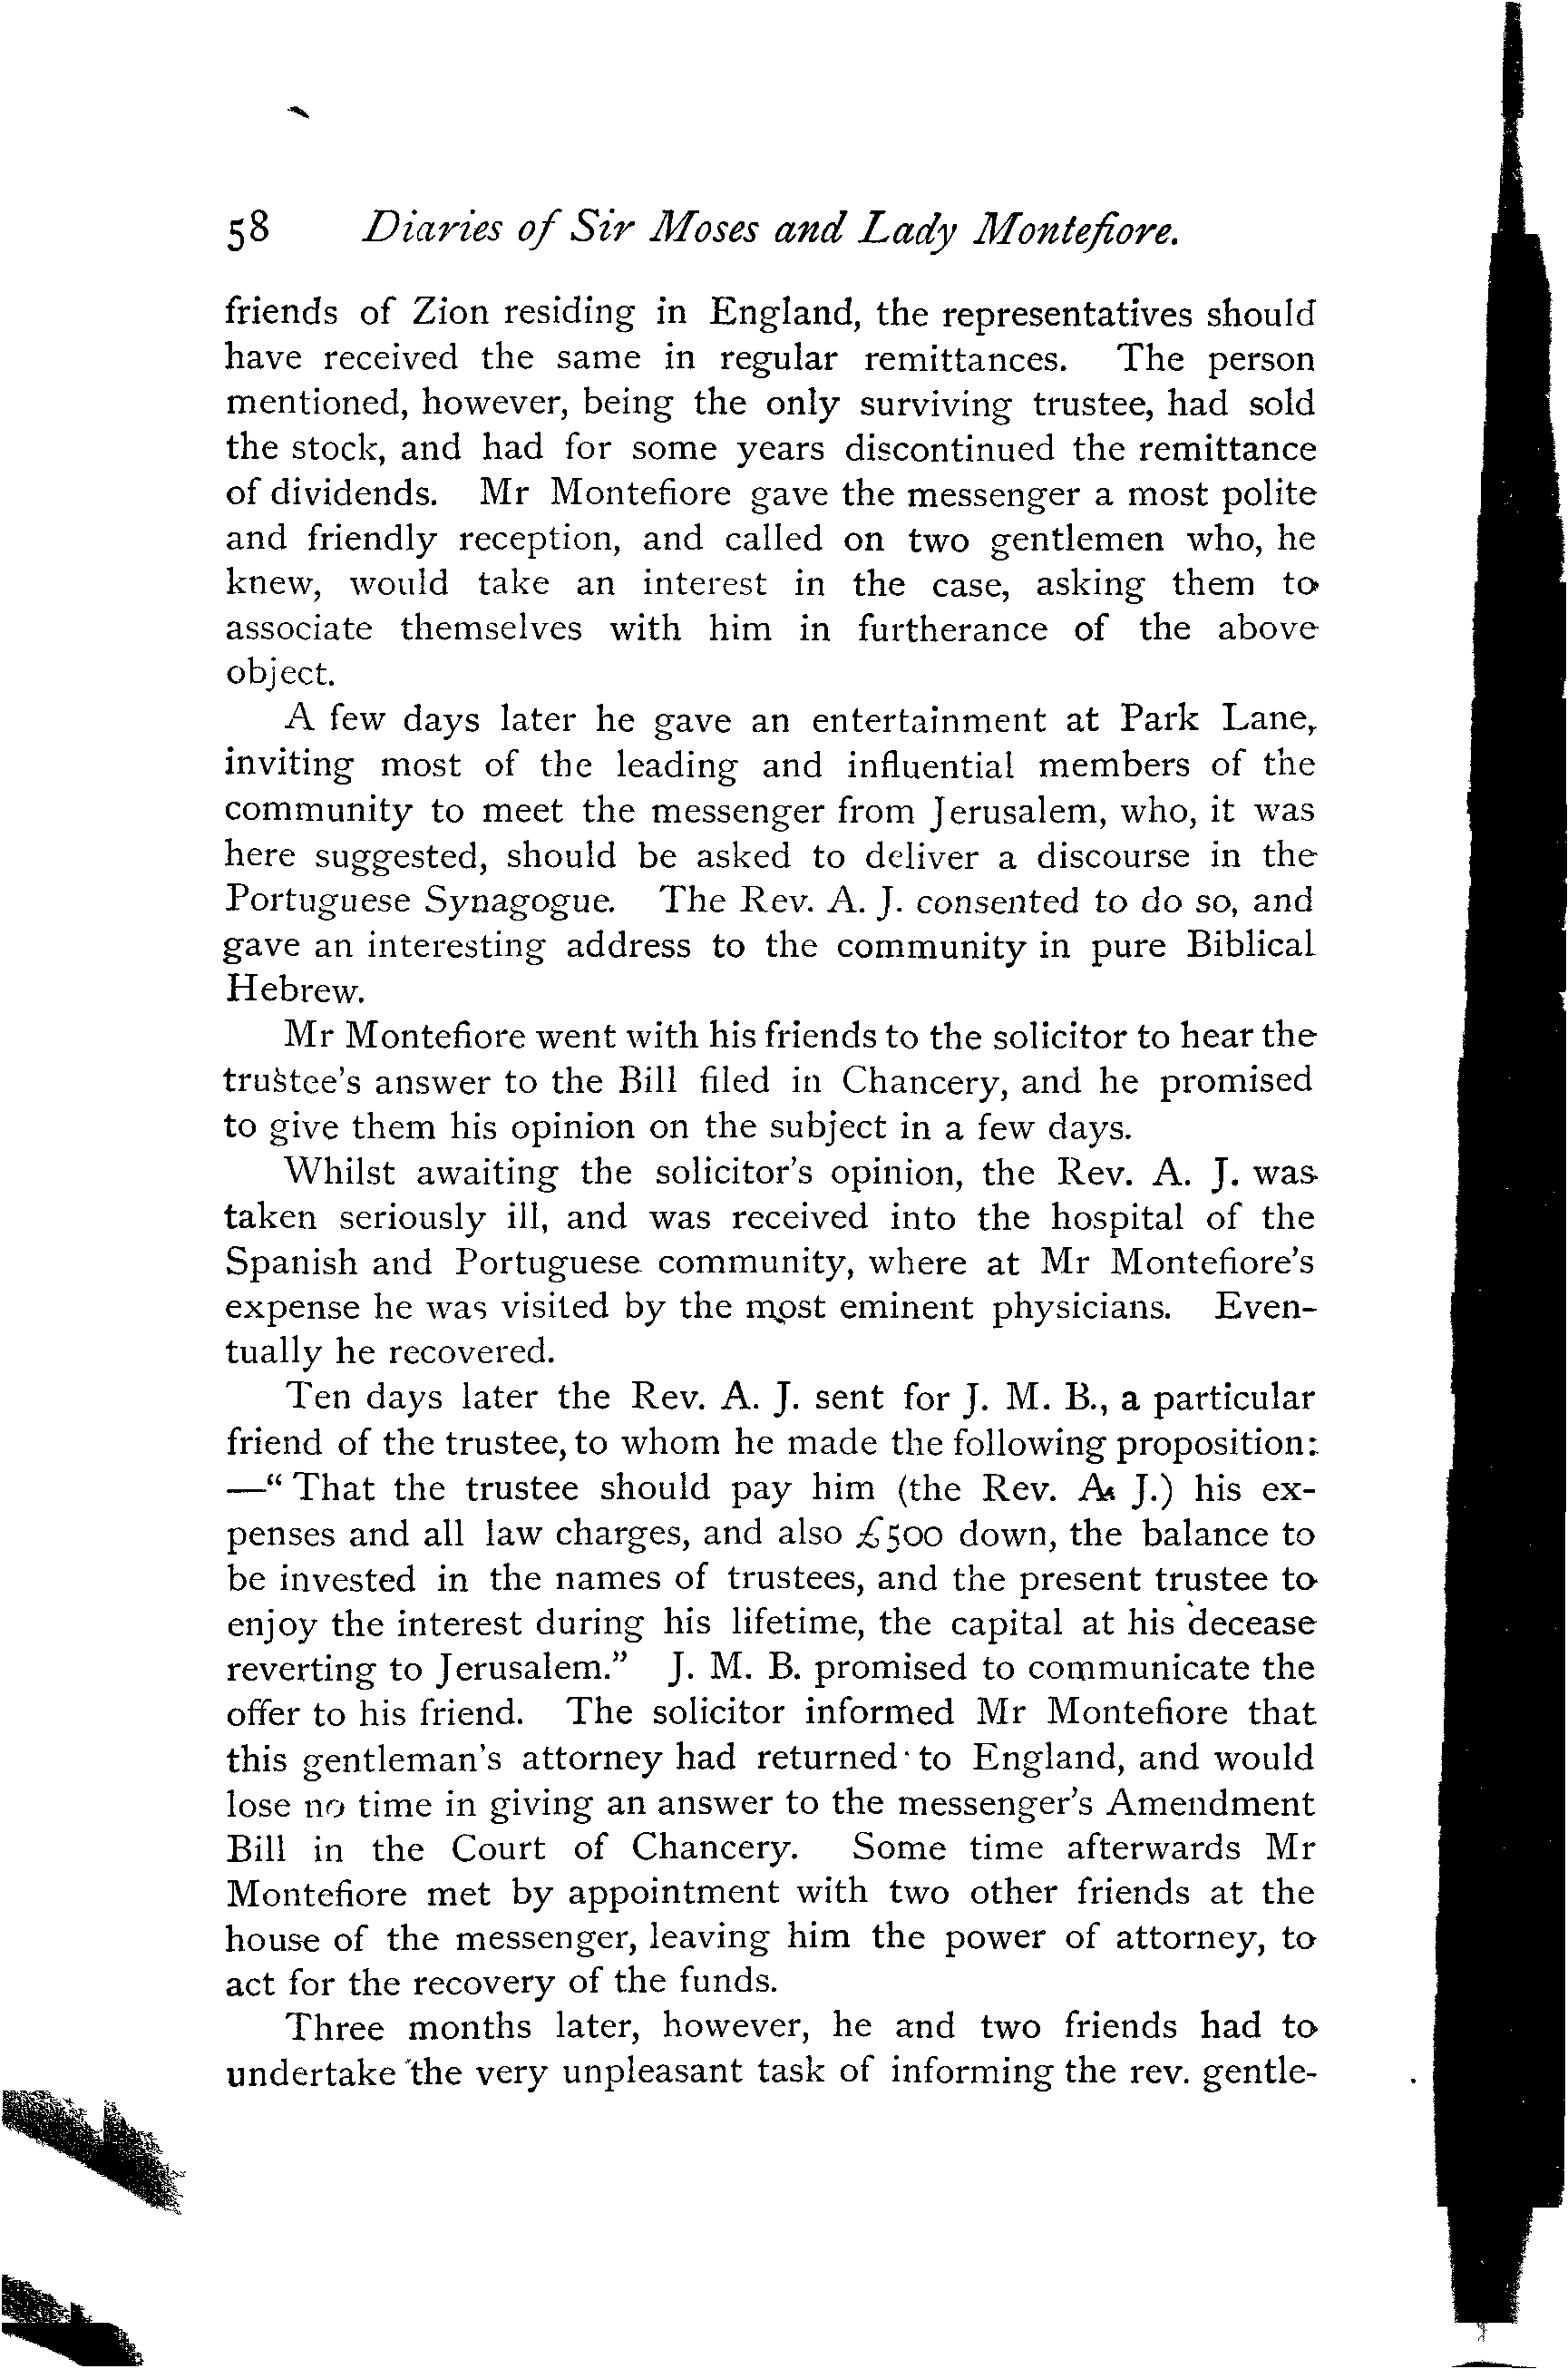 58 Diaries of Sir Moses and Lady Montefiore.
friends of Zion residing in England, the representatives should
have received the same in regular remittances. The person
mentioned, however, being the only surviving trustee, had sold
the stock, and had for some years discontinued the remittance
of dividends. Mr Montefiore gave the messenger a most polite
and friendly reception, and called on two gentlemen who, he
knew, would take an interest in the case, asking them to
associate themselves with him in furtherance of the above
object.
A few days later he gave an entertainment at Park Lane,
inviting most of the leading and influential members of the
community to meet the messenger from Jerusalem, who, it was
here suggested, should be asked to deliver a discourse in the
Portuguese Synagogue. The Rev. A. J. consented to do so, and
gave an interesting address to the community in pure Biblical
Hebrew.
Mr Montefiore went with his friends to the solicitor to hear the
trustee's answer to the Bill filed in Chancery, and he promised
to give them his opinion on the subject in a few days.
Whilst awaiting the solicitor's opinion, the Rev. A. J. was
taken seriously ill, and was received into the hospital of the
Spanish and Portuguese community, where at Mr Montefiore's
expense he was visited by the most eminent physicians. Even-
tually he recovered.
Ten days later the Rev. A. J. sent for J. M. B., a particular
friend of the trustee, to whom he made the following proposition:
—"That the trustee should pay him (the Rev. A. J.) his ex-
penses and all law charges, and also £500 down, the balance to
be invested in the names of trustees, and the present trustee to
enjoy the interest during his lifetime, the capital at his decease
reverting to Jerusalem." J. M. B. promised to communicate the
offer to his friend. The solicitor informed Mr Montefiore that
this gentleman's attorney had returned to England, and would
lose no time in giving an answer to the messenger's Amendment
Bill in the Court of Chancery. Some time afterwards Mr
Montefiore met by appointment with two other friends at the
house of the messenger, leaving him the power of attorney, to
act for the recovery of the funds.
Three months later, however, he and two friends had to
undertake the very unpleasant task of informing the rev. gentle-